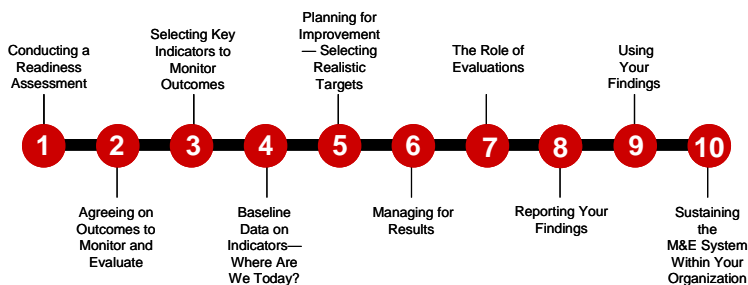 Conducting a
Readiness
Assessment
Selecting Key
Indicators to
Monitor
Outcomes
Planning for
Improvement
— Selecting
Realistic
Targets
The Role of
Evaluations
Using
Your
Findings
1 2 3 4 5 6 7 8 9 10
Agreeing on
Outcomes to
Monitor and
Evaluate
Baseline
Data on
Indicators—
Where Are
We Today?
Managing for
Results
Reporting Your
Findings
Sustaining
the
M&E System
Within Your
Organization